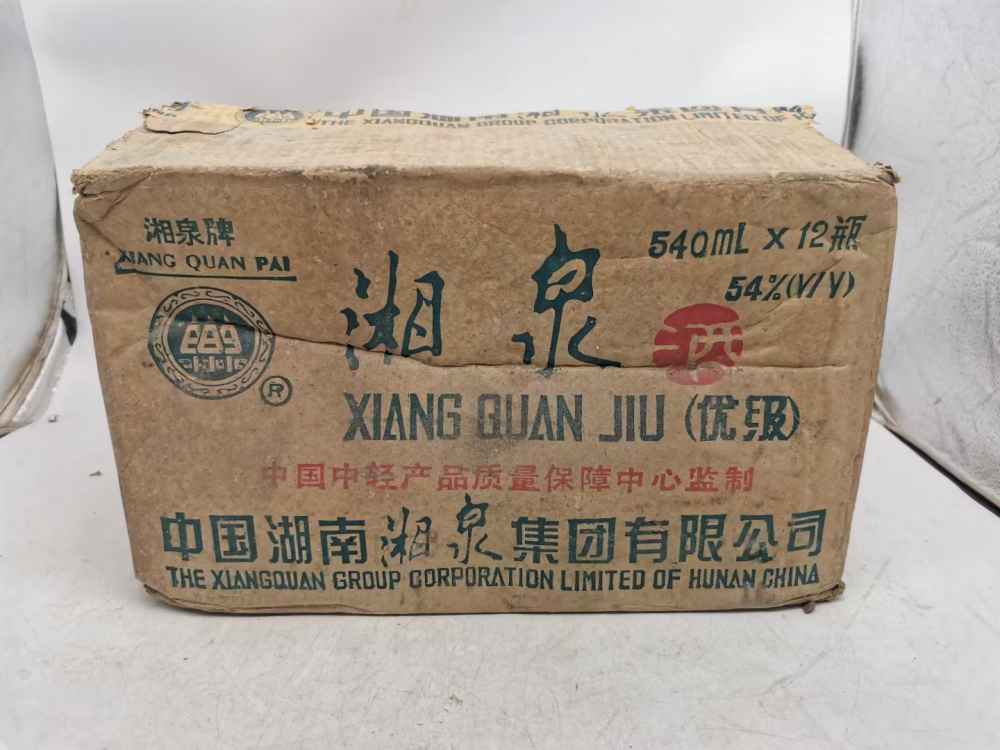 THE XIANGQUAN GROUP CORPORATION LIMITED OF
湘泉牌
XIANG QUAN PAI
540mL x 12瓶
54%(V/V)
湘泉酒
R
XIANG QUAN JIU (优级)
中国中轻产品质量保障中心监制
中国湖南湘泉集团有限公司
THE XIANGQUAN GROUP CORPORATION LIMITED OF HUNAN CHINA